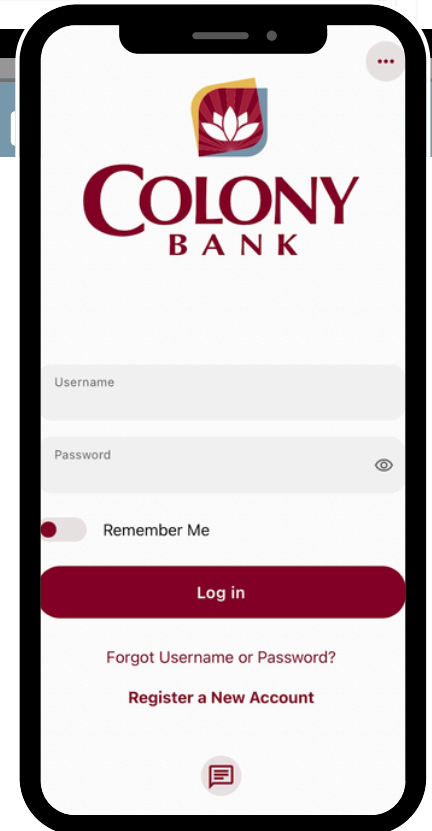 COLONY
BANK
Username
Password
Remember Me
Log in
Forgot Username or Password?
Register a New Account